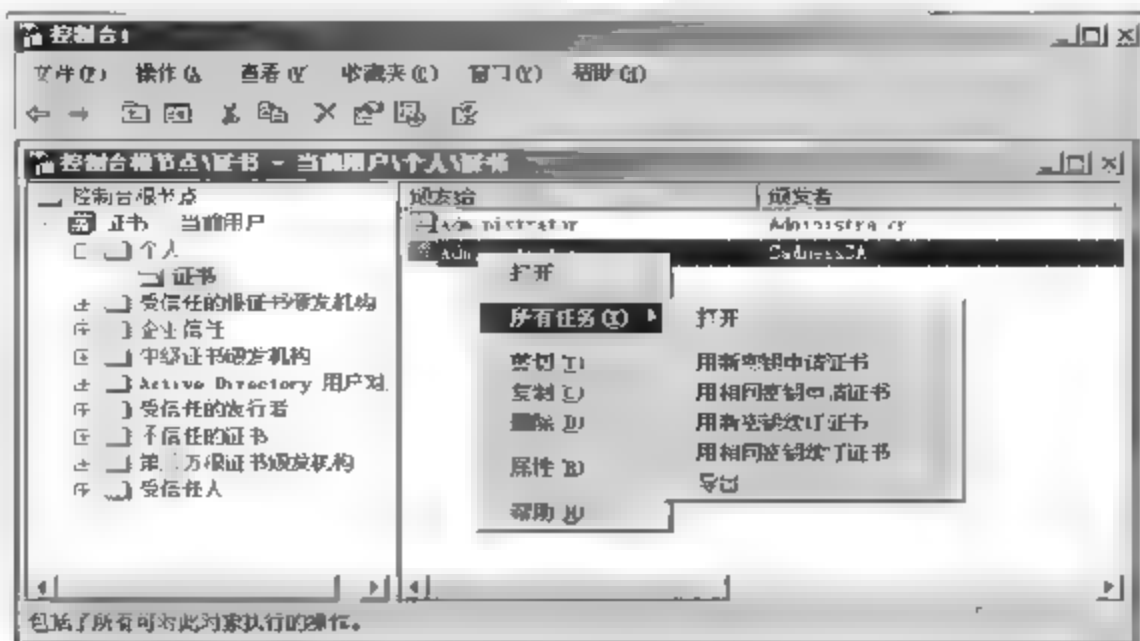 控制台1
文件(F) 操作(A) 查看(V) 收藏夹(O) 窗口(W) 帮助(H)
控制台根节点\证书 - 当前用户\个人\证书
控制台根节点
证书 当前用户
个人
证书
受信任的根证书颁发机构
企业信任
中级证书颁发机构
Active Directory 用户对
受信任的发行者
不信任的证书
第三方根证书颁发机构
受信任人
颁发给 颁发者
Administrator Administrator
打开
所有任务(K)
剪切(T)
复制(C)
删除(D)
属性(R)
帮助(H)
打开
用新密钥申请证书
用相同密钥申请证书
用新密钥续订证书
用相同密钥续订证书
导出
包括了所有可对此对象执行的操作。